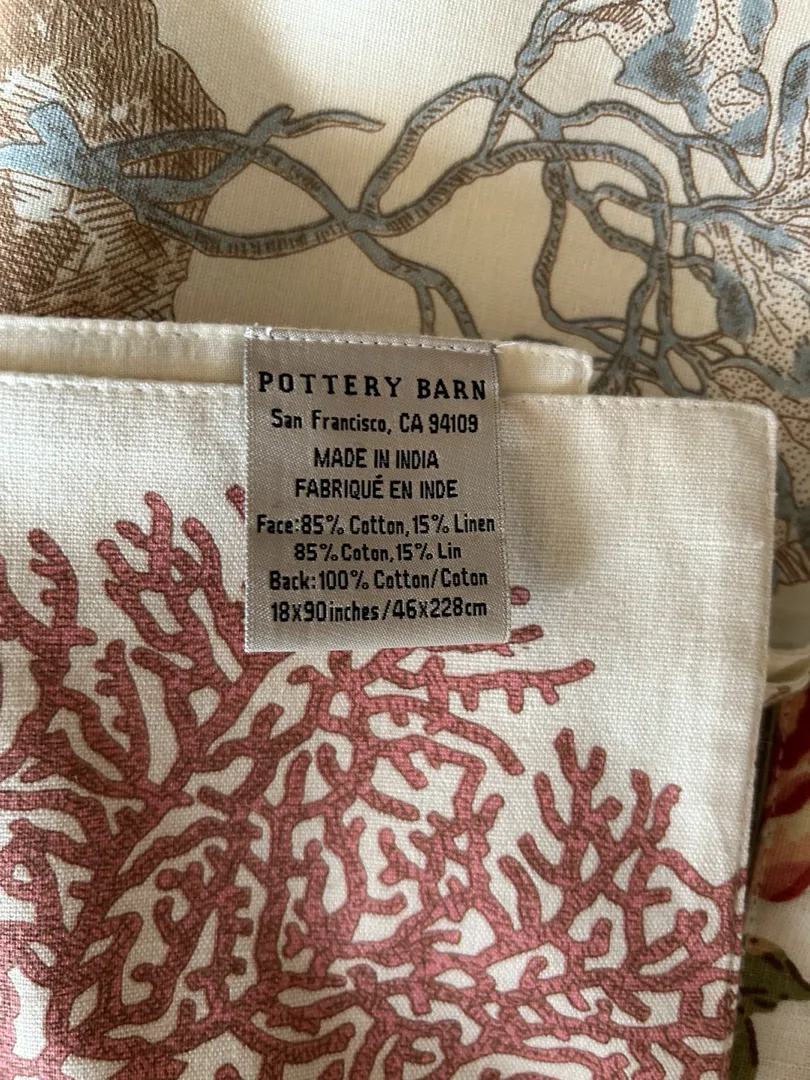 POTTERY BARN
San Francisco, CA 94109
MADE IN INDIA
FABRIQUÉ EN INDE
Face:85% Cotton,15% Linen
85% Coton,15% Lin
Back:100% Cotton/Coton
18x90inches/46x228cm